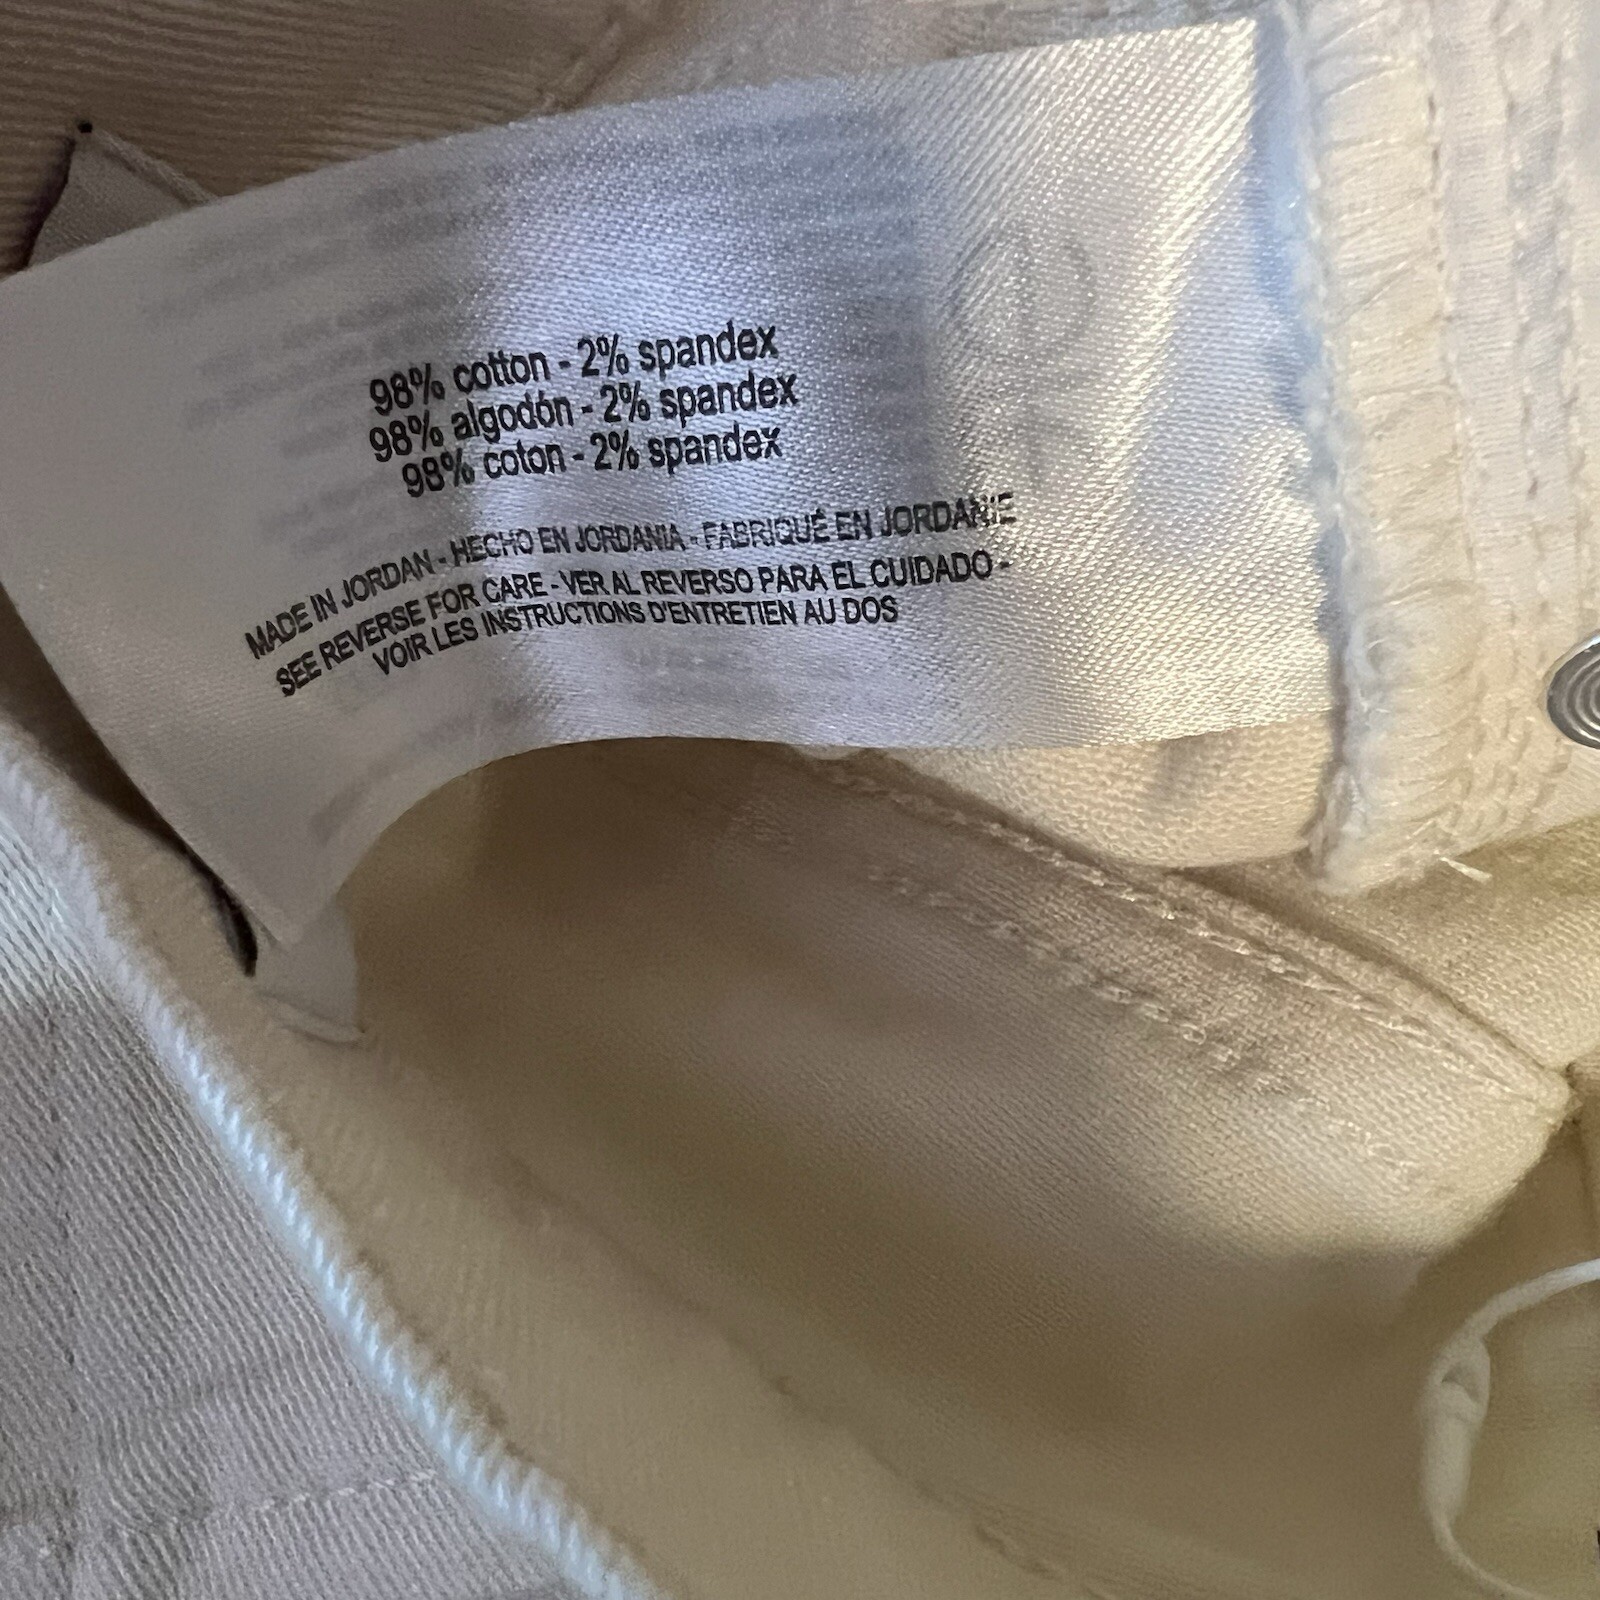 98% cotton - 2% spandex
98% algodón - 2% spandex
98% coton - 2% spandex
MADE IN JORDAN - HECHO EN JORDANIA - FABRIQUÉ EN JORDANIE
SEE REVERSE FOR CARE - VER AL REVERSO PARA EL CUIDADO -
VOIR LES INSTRUCTIONS D'ENTRETIEN AU DOS